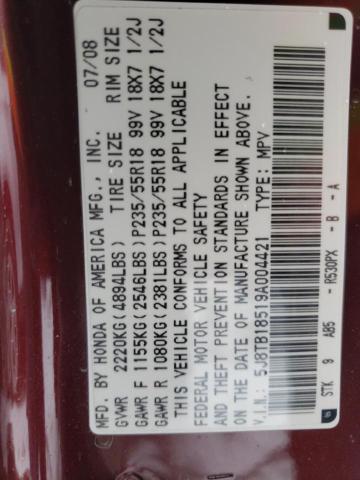 MFD. BY HONDA OF AMERICA MFG., INC. 07/08
GVWR 2220KG(4894LBS) TIRE SIZE RIM SIZE
GAWR F 1155KG(2546LBS)P235/55R18 99V 18X7 1/2J
GAWR R 1080KG(2381LBS)P235/55R18 99V 18X7 1/2J
THIS VEHICLE CONFORMS TO ALL APPLICABLE
FEDERAL MOTOR VEHICLE SAFETY
AND THEFT PREVENTION STANDARDS IN EFFECT
ON THE DATE OF MANUFACTURE SHOWN ABOVE.
V.I.N.: 5J8TB18519A004421 TYPE: MPV
STK 9 A85 - R530PX - B - A